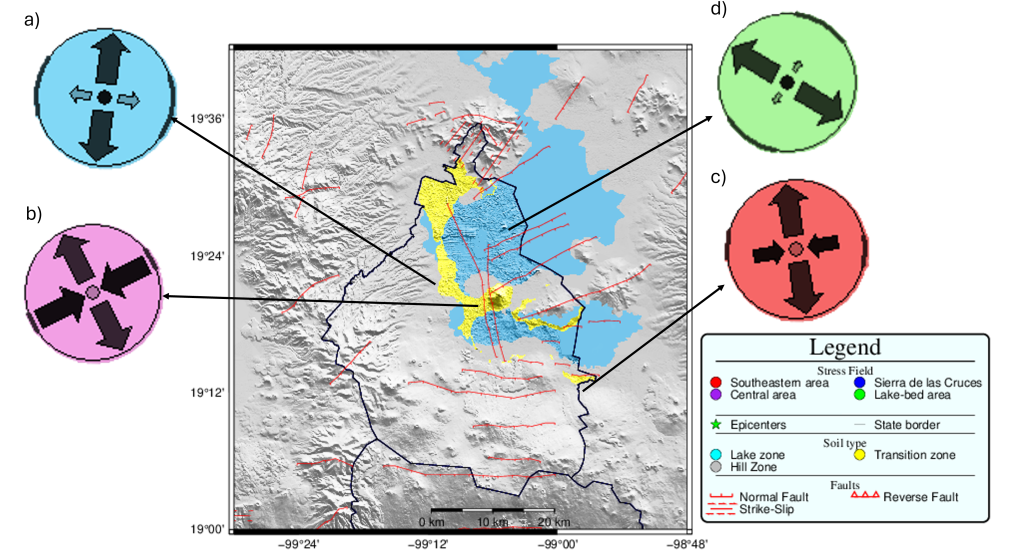 a)
d)
b)
c)
19°36'
19°24'
19°12'
19°00'
−99°24'
−99°12'
−99°00'
−98°48'
0 km 10 km 20 km
Legend
Stress Field
Southeastern area Sierra de las Cruces
Central area Lake-bed area
Epicenters State border
Soil type
Lake zone Transition zone
Hill Zone
Faults
Normal Fault Reverse Fault
Strike-Slip